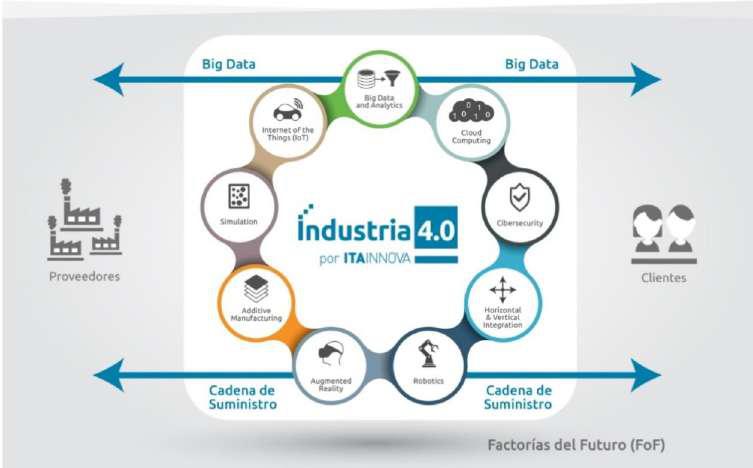 Big Data
Big Data
Big Data
and Analytics
Internet of the
Things (IoT)
Cloud
Computing
Simulation
Cibersecurity
Industria 4.0
por ITAINNOVA
Proveedores
Clientes
Additive
Manufacturing
Horizontal
& Vertical
Integration
Augmented
Reality
Robotics
Cadena de
Suministro
Cadena de
Suministro
Factorías del Futuro (FoF)